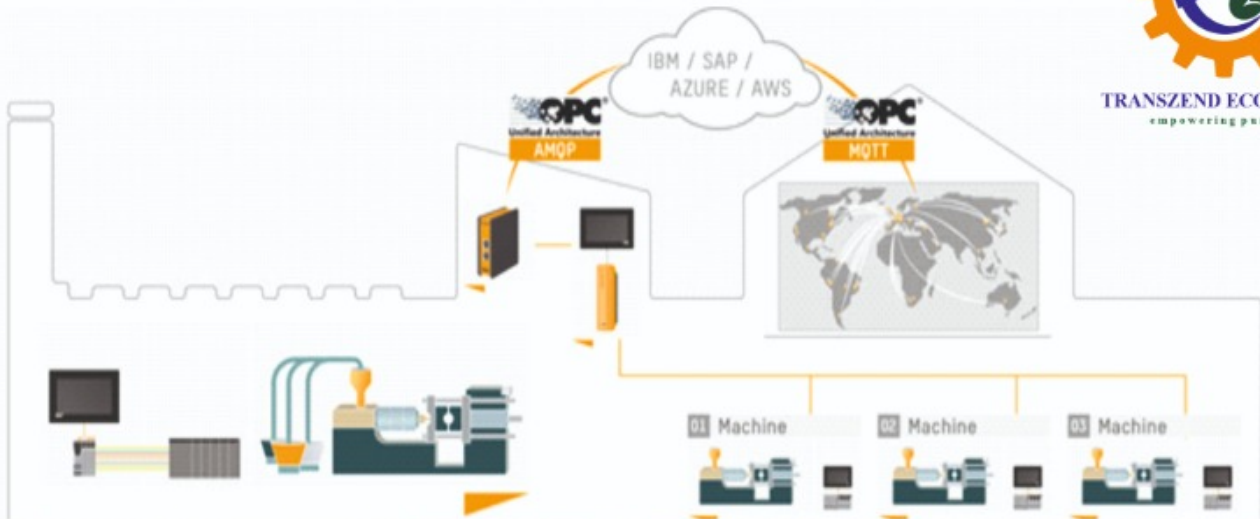 IBM / SAP /
AZURE / AWS
OPC
Unified Architecture
AMQP
OPC
Unified Architecture
MQTT
TRANSZEND
01 Machine
02 Machine
03 Machine